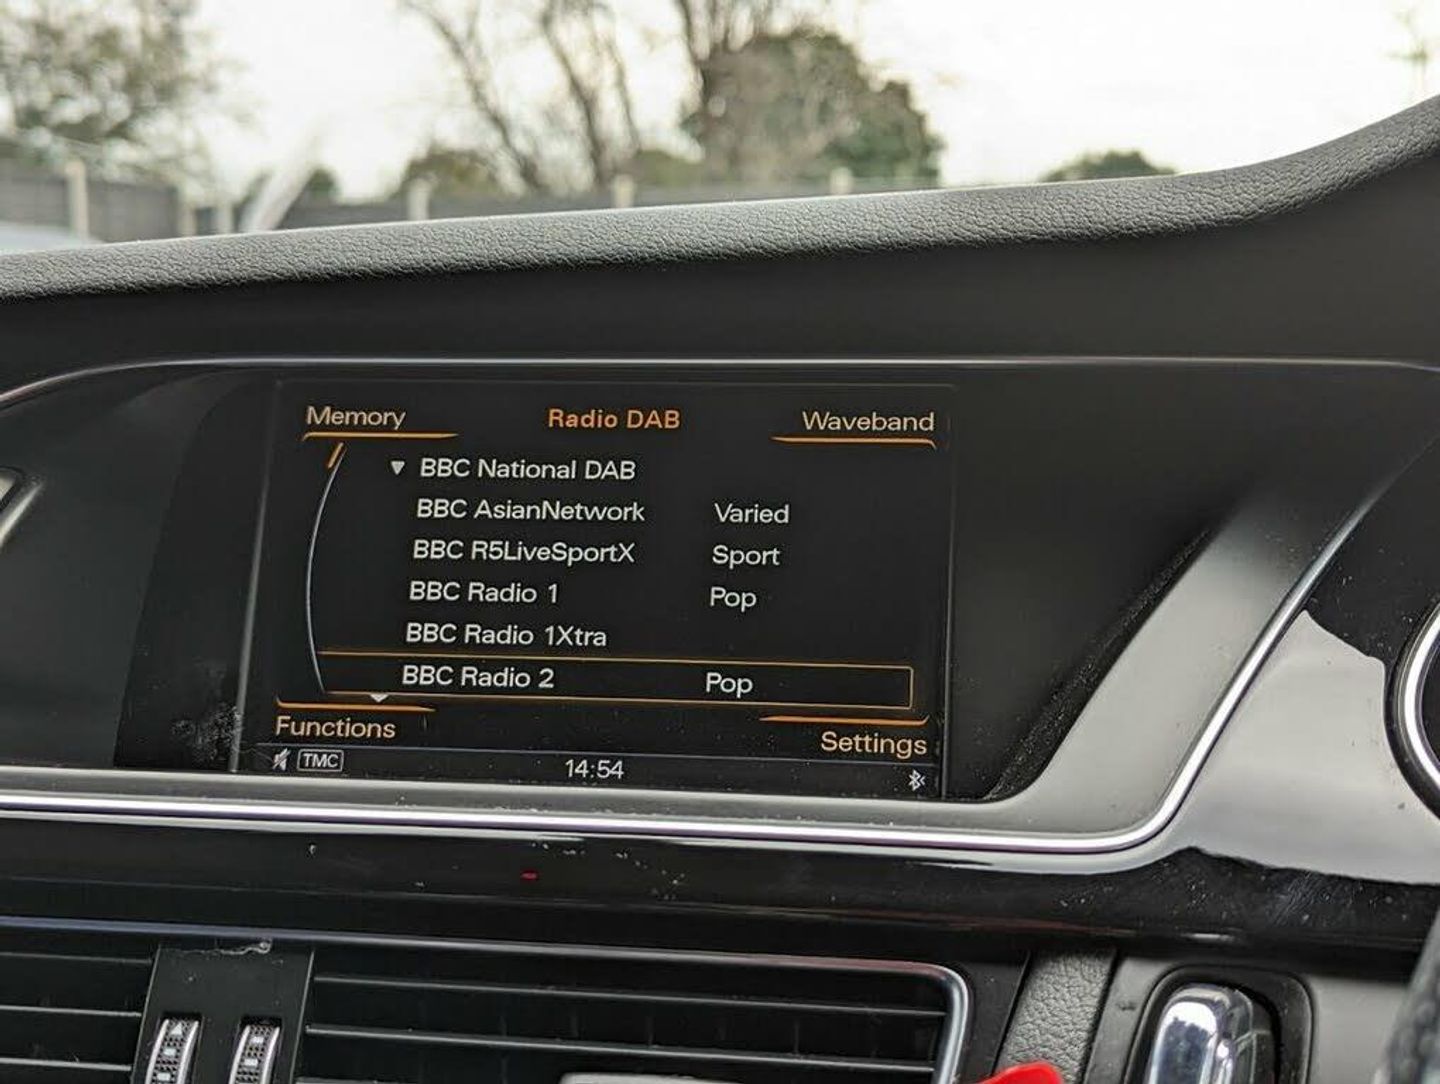 Memory Radio DAB Waveband
BBC National DAB
BBC AsianNetwork Varied
BBC R5LiveSportX Sport
BBC Radio 1 Pop
BBC Radio 1Xtra
BBC Radio 2 Pop
Functions Settings
TMC 14:54